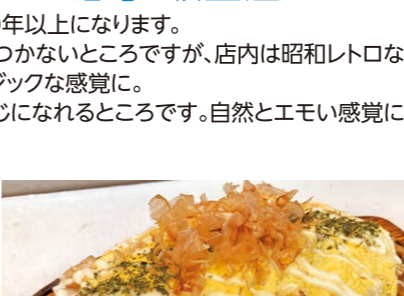 年以上になります。
つかないところですが、店内は昭和レトロな
ジックな感覚に。
じになれるところです。自然とエモい感覚に